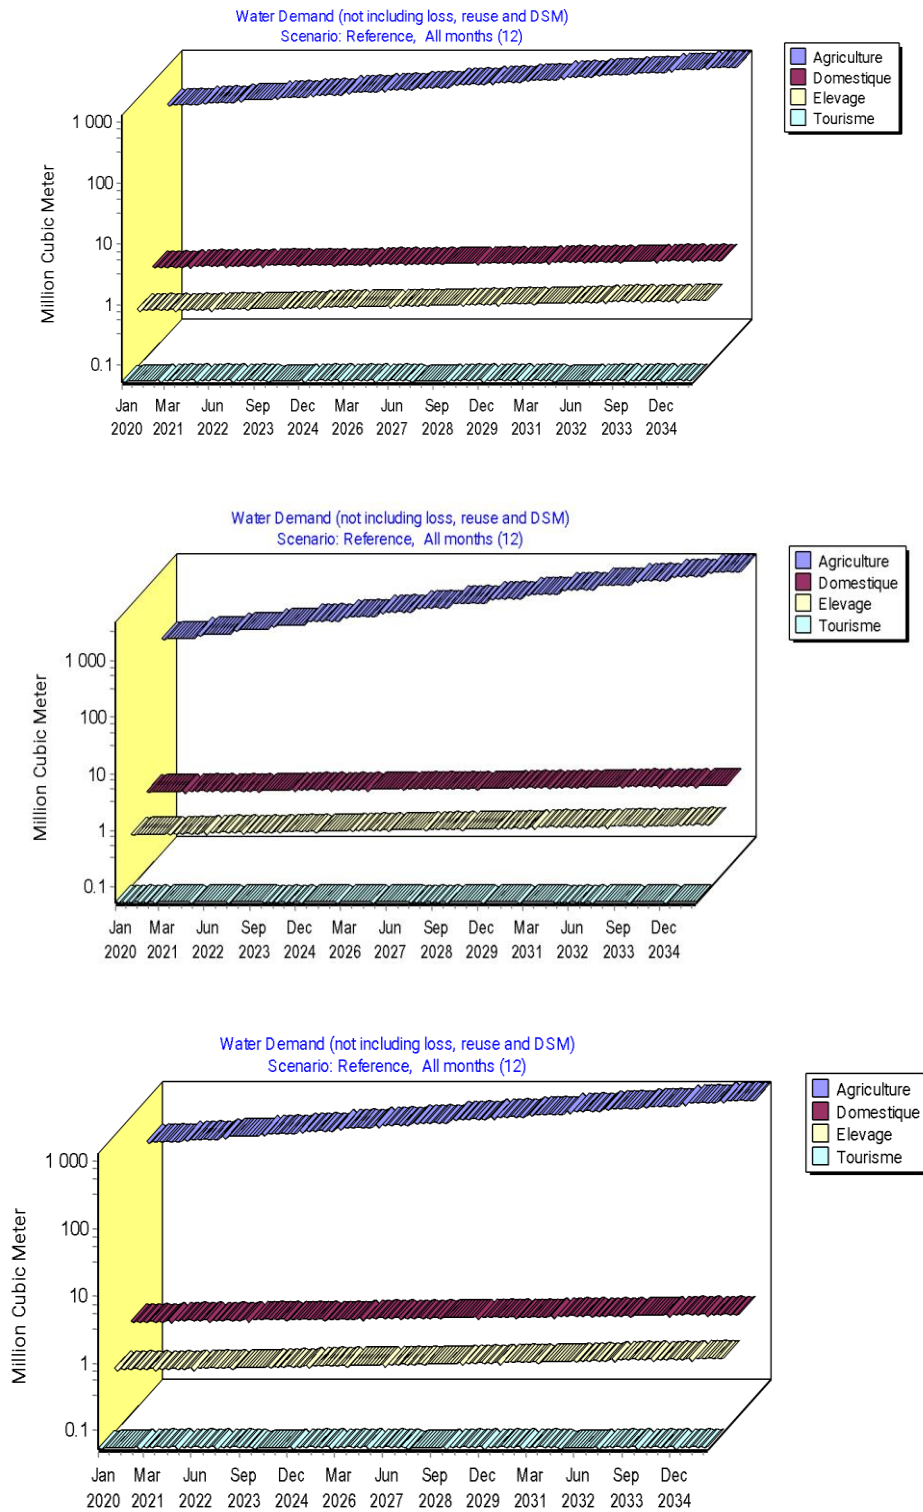 Water Demand (not including loss, reuse and DSM)
Scenario: Reference, All months (12)
Agriculture
Domestique
Elevage
Tourisme
Million Cubic Meter
1 000
100
10
1
0.1
Jan Mar Jun Sep Dec Mar Jun Sep Dec Mar Jun Sep Dec
2020 2021 2022 2023 2024 2026 2027 2028 2029 2031 2032 2033 2034
Water Demand (not including loss, reuse and DSM)
Scenario: Reference, All months (12)
Agriculture
Domestique
Elevage
Tourisme
Million Cubic Meter
1 000
100
10
1
0.1
Jan Mar Jun Sep Dec Mar Jun Sep Dec Mar Jun Sep Dec
2020 2021 2022 2023 2024 2026 2027 2028 2029 2031 2032 2033 2034
Water Demand (not including loss, reuse and DSM)
Scenario: Reference, All months (12)
Agriculture
Domestique
Elevage
Tourisme
Million Cubic Meter
1 000
100
10
1
0.1
Jan Mar Jun Sep Dec Mar Jun Sep Dec Mar Jun Sep Dec
2020 2021 2022 2023 2024 2026 2027 2028 2029 2031 2032 2033 2034